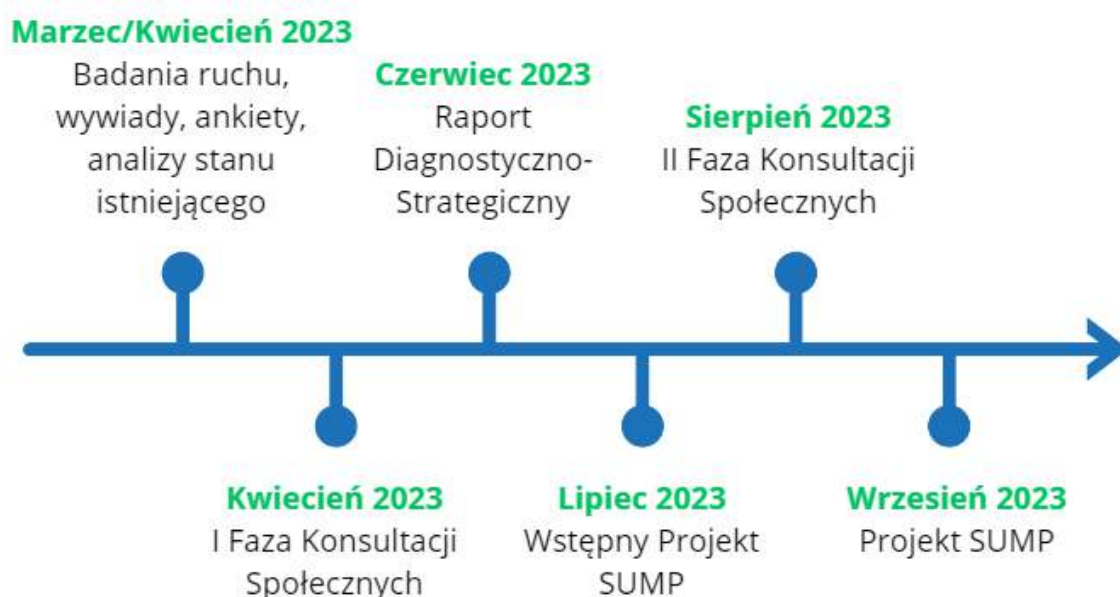 Marzec/Kwiecień 2023
Badania ruchu,
wywiady, ankiety,
analizy stanu
istniejącego
Czerwiec 2023
Raport
Diagnostyczno-
Strategiczny
Sierpień 2023
II Faza Konsultacji
Społecznych
Kwiecień 2023
I Faza Konsultacji
Społecznych
Lipiec 2023
Wstępny Projekt
SUMP
Wrzesień 2023
Projekt SUMP